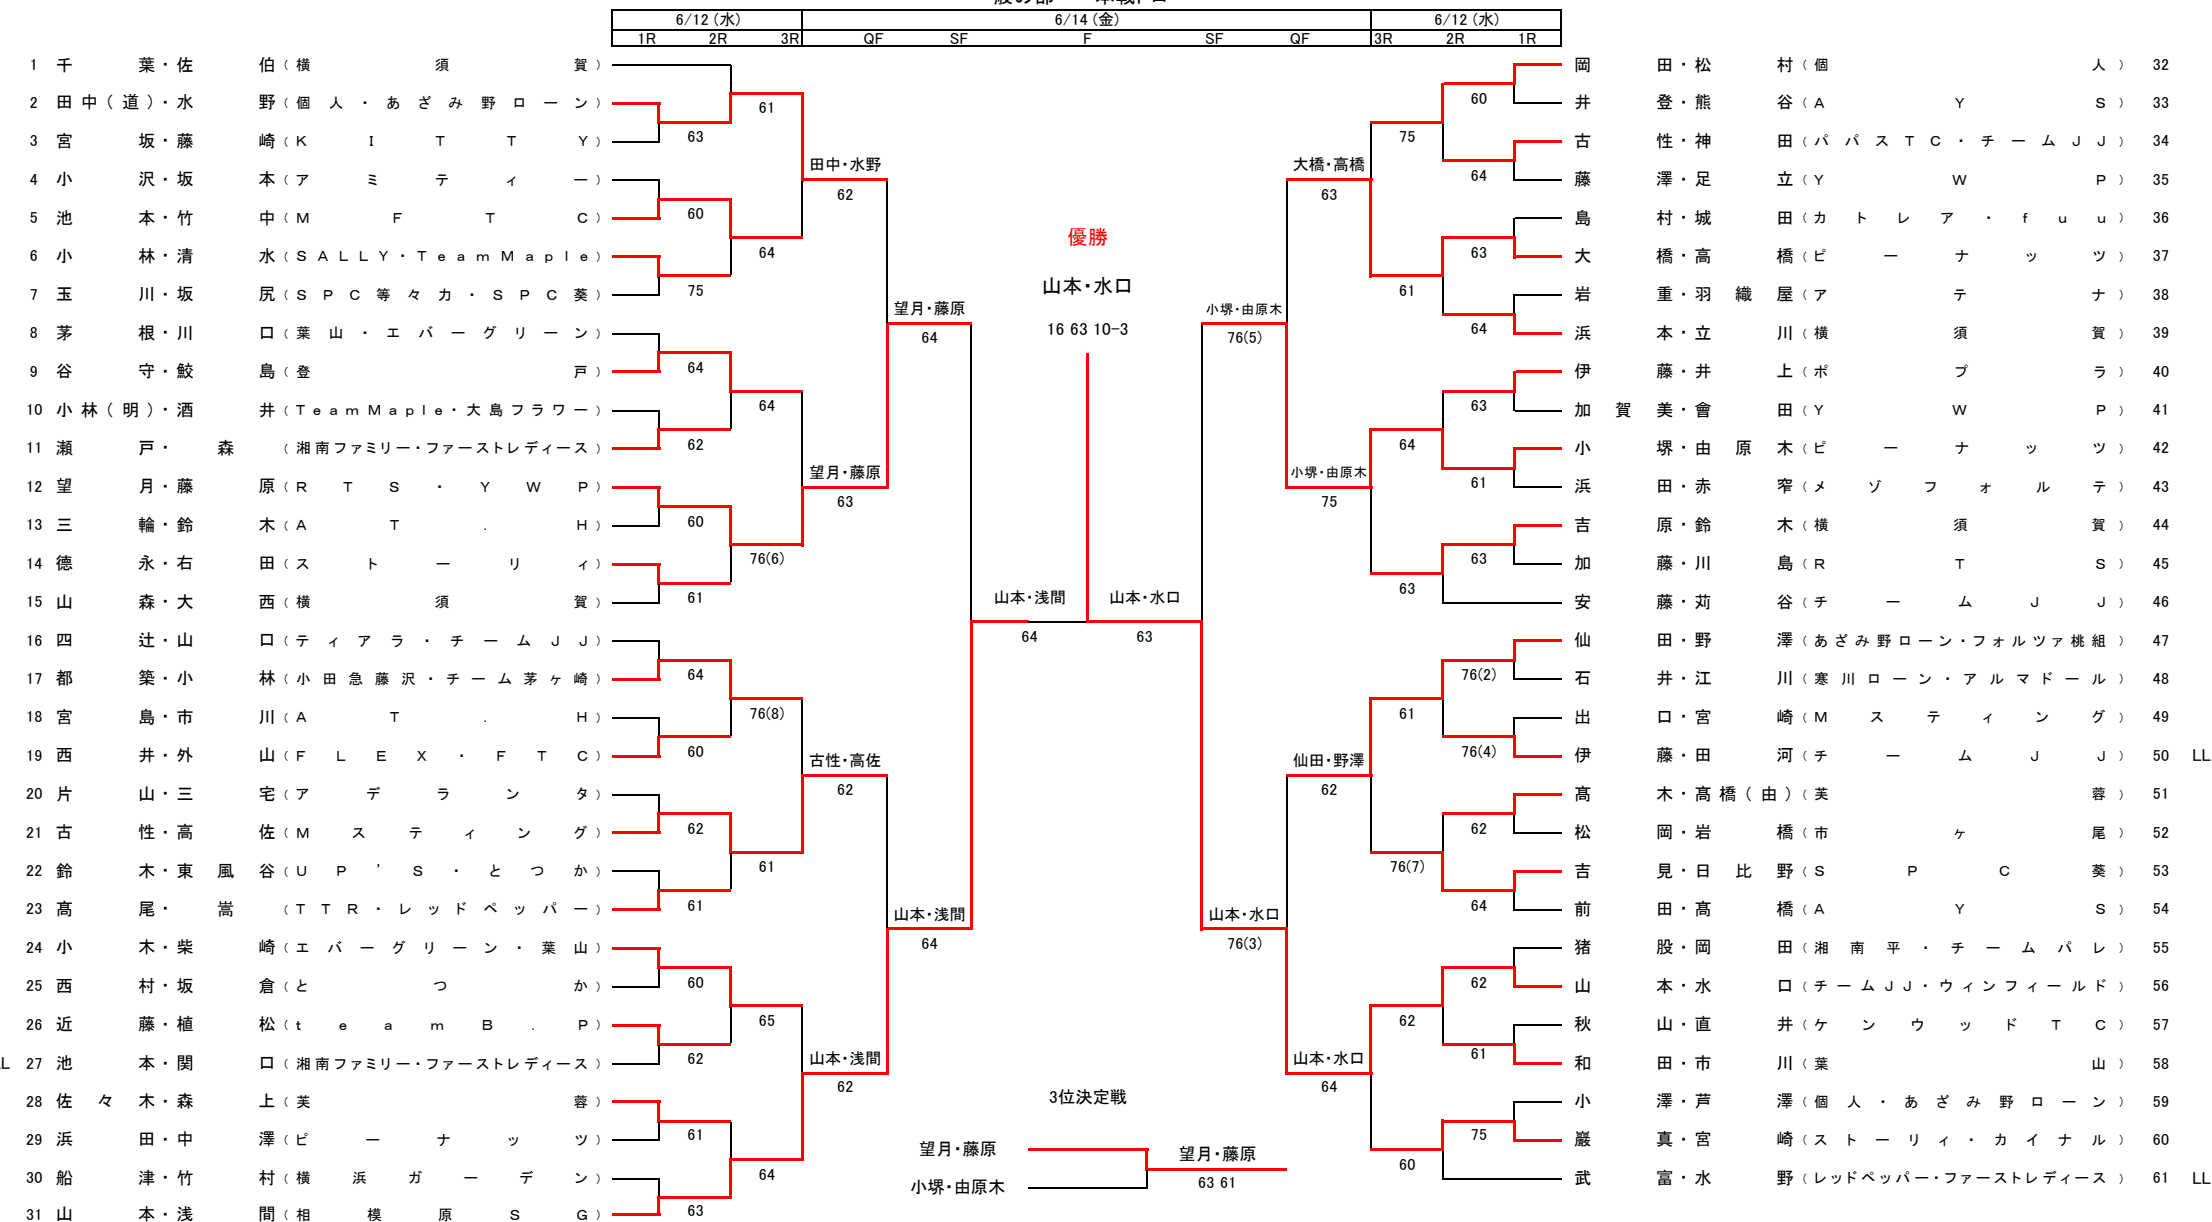 6/12 (水) 6/14 (金) 6/12 (水)
1R 2R 3R QF SF F SF QF 3R 2R 1R
1 千葉・佐伯 (横須賀)
2 田中(道)・水野 (個人・あざみ野ローン)
3 宮坂・藤崎 (KITTY)
4 小沢・坂本 (アミティー)
5 池本・竹中 (MFTC)
6 小林・清水 (SALLY・TeamMaple)
7 玉川・坂尻 (SPC等々力・SPC葵)
8 茅根・川口 (葉山・エバーグリーン)
9 谷守・鮫島 (登戸)
10 小林(明)・酒井 (TeamMaple・大島フラワー)
11 瀬戸・森 (湘南ファミリー・ファーストレディース)
12 望月・藤原 (RTS・YWP)
13 三輪・鈴木 (AT.H)
14 德永・右田 (ストーリィ)
15 山森・大西 (横須賀)
16 四辻・山口 (ティアラ・チームJJ)
17 都築・小林 (小田急藤沢・チーム茅ヶ崎)
18 宮島・市川 (AT.H)
19 西井・外山 (FLEX・FTC)
20 片山・三宅 (アデランタ)
21 古性・高佐 (Mスティング)
22 鈴木・東風谷 (UP'S・とつか)
23 髙尾・嵩 (TTR・レッドペッパー)
24 小木・柴崎 (エバーグリーン・葉山)
25 西村・坂倉 (とつか)
26 近藤・植松 (teamB.P)
27 池本・関口 (湘南ファミリー・ファーストレディース)
28 佐々木・森上 (芙蓉)
29 浜田・中澤 (ピーナッツ)
30 船津・竹村 (横浜ガーデン)
31 山本・浅間 (相模原SG)
63
60
75
64
62
60
61
64
60
62
61
60
62
61
63
61
64
64
76(6)
76(8)
61
65
64
田中・水野
62
望月・藤原
63
古性・高佐
62
山本・浅間
62
望月・藤原
64
山本・浅間
64
山本・浅間
64
優勝
山本・水口
16 63 10-3
山本・水口
63
小堺・由原木
76(5)
山本・水口
76(3)
大橋・高橋
63
小堺・由原木
75
仙田・野澤
62
山本・水口
64
75
61
64
63
61
76(7)
62
60
60
64
63
64
63
61
63
76(2)
76(4)
62
64
62
61
75
岡田・松村 (個人) 32
井登・熊谷 (AYS) 33
古性・神田 (パパスTC・チームJJ) 34
藤澤・足立 (YWP) 35
島村・城田 (カトレア・fuu) 36
大橋・高橋 (ピーナッツ) 37
岩重・羽織屋 (アテナ) 38
浜本・立川 (横須賀) 39
伊藤・井上 (ポプラ) 40
加賀美・會田 (YWP) 41
小堺・由原木 (ピーナッツ) 42
浜田・赤窄 (メゾフォルテ) 43
吉原・鈴木 (横須賀) 44
加藤・川島 (RTS) 45
安藤・苅谷 (チームJJ) 46
仙田・野澤 (あざみ野ローン・フォルツァ桃組) 47
石井・江川 (寒川ローン・アルマドール) 48
出口・宮崎 (Mスティング) 49
伊藤・田河 (チームJJ) 50 LL
髙木・髙橋(由) (芙蓉) 51
松岡・岩橋 (市ヶ尾) 52
吉見・日比野 (SPC葵) 53
前田・髙橋 (AYS) 54
猪股・岡田 (湘南平・チームパレ) 55
山本・水口 (チームJJ・ウィンフィールド) 56
秋山・直井 (ケンウッドTC) 57
和田・市川 (葉山) 58
小澤・芦澤 (個人・あざみ野ローン) 59
巖真・宮崎 (ストーリィ・カイナル) 60
武富・水野 (レッドペッパー・ファーストレディース) 61 LL
3位決定戦
望月・藤原
小堺・由原木
望月・藤原
63 61